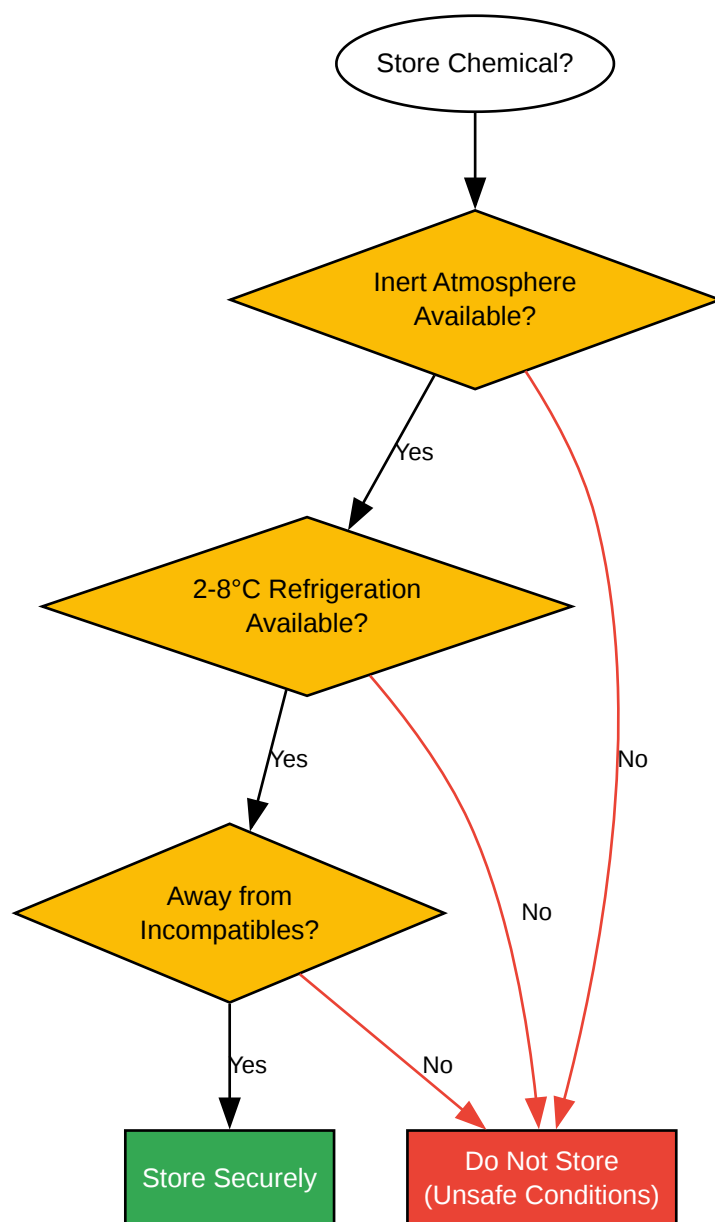 Store Chemical?
Inert Atmosphere
Available?
Yes
2-8°C Refrigeration
Available?
Yes
No
Away from
Incompatibles?
No
Yes
No
Store Securely
Do Not Store
(Unsafe Conditions)